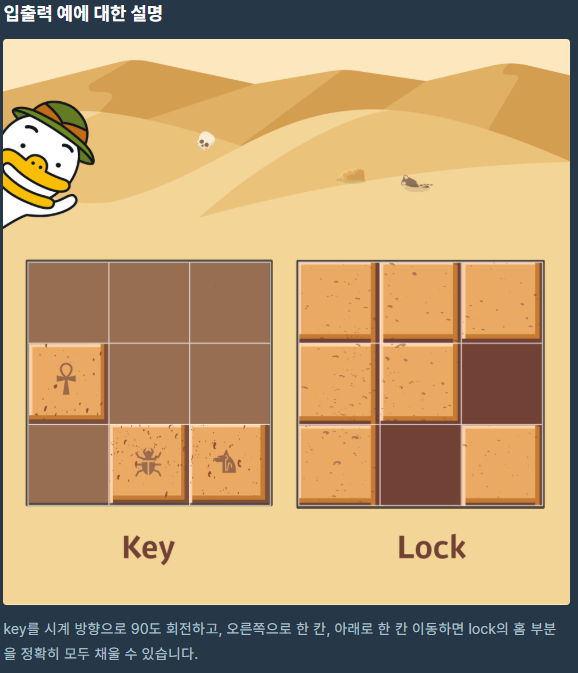 입출력 예에 대한 설명
Key
Lock
key를 시계 방향으로 90도 회전하고, 오른쪽으로 한 칸, 아래로 한 칸 이동하면 lock의 홈 부분
을 정확히 모두 채울 수 있습니다.